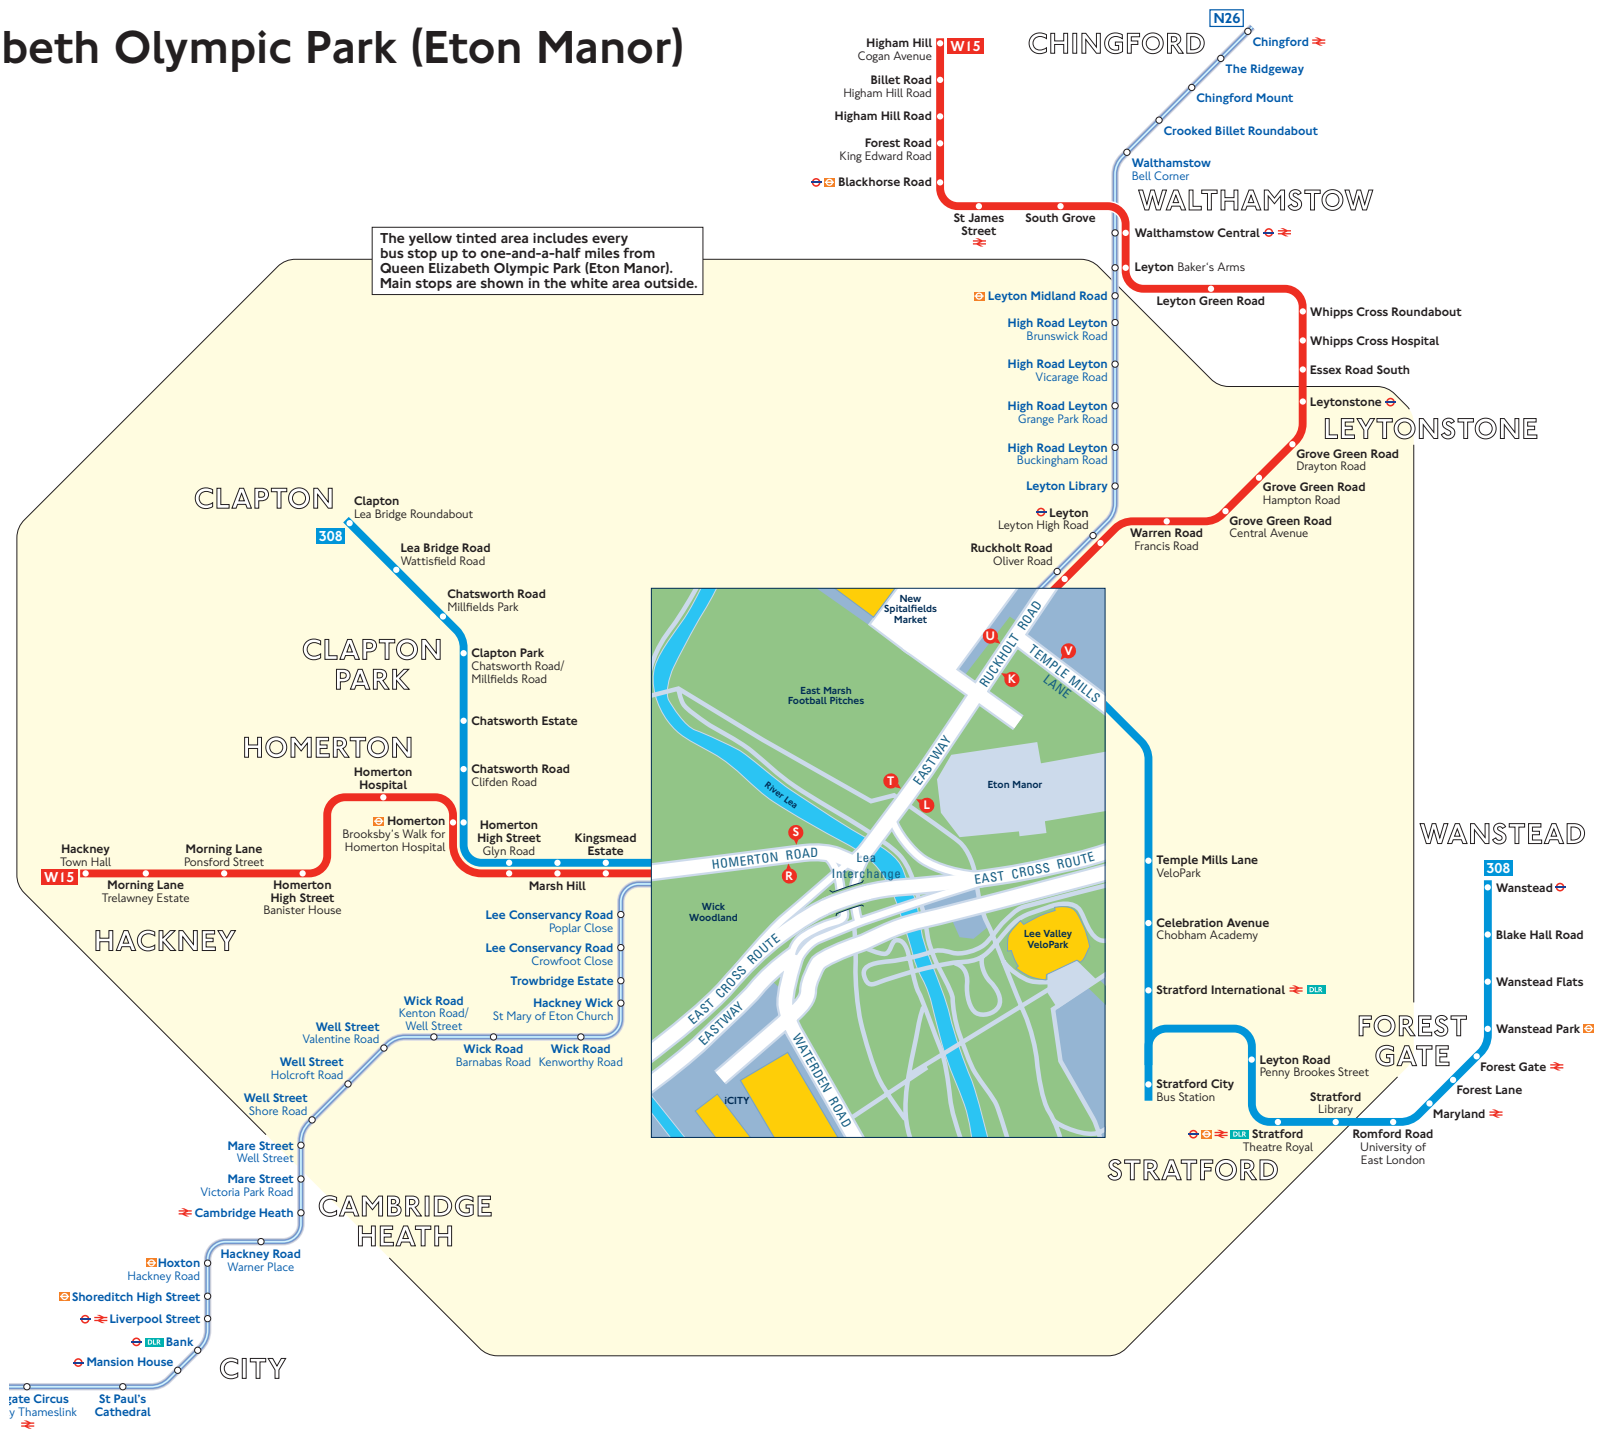 beth Olympic Park (Eton Manor)
N26
CHINGFORD
Chingford
The Ridgeway
Chingford Mount
Crooked Billet Roundabout
Walthamstow
Bell Corner
WALTHAMSTOW
W15
Higham Hill
Cogan Avenue
Billet Road
Higham Hill Road
Higham Hill Road
Forest Road
King Edward Road
Blackhorse Road
St James
Street
South Grove
Walthamstow Central
Leyton Baker's Arms
Leyton Green Road
Whipps Cross Roundabout
Whipps Cross Hospital
Essex Road South
Leytonstone
LEYTONSTONE
Grove Green Road
Drayton Road
Grove Green Road
Hampton Road
Grove Green Road
Central Avenue
Warren Road
Francis Road
The yellow tinted area includes every
bus stop up to one-and-a-half miles from
Queen Elizabeth Olympic Park (Eton Manor).
Main stops are shown in the white area outside.
Leyton Midland Road
High Road Leyton
Brunswick Road
High Road Leyton
Vicarage Road
High Road Leyton
Grange Park Road
High Road Leyton
Buckingham Road
Leyton Library
Leyton
Leyton High Road
Ruckholt Road
Oliver Road
CLAPTON
Clapton
Lea Bridge Roundabout
308
Lea Bridge Road
Wattisfield Road
Chatsworth Road
Millfields Park
CLAPTON
PARK
Clapton Park
Chatsworth Road/
Millfields Road
Chatsworth Estate
Chatsworth Road
Clifden Road
HOMERTON
Homerton
Hospital
Homerton
Brooksby's Walk for
Homerton Hospital
Homerton
High Street
Glyn Road
Kingsmead
Estate
Marsh Hill
Hackney
Town Hall
W15
Morning Lane
Trelawney Estate
Morning Lane
Ponsford Street
Homerton
High Street
Banister House
HACKNEY
Lee Conservancy Road
Poplar Close
Lee Conservancy Road
Crowfoot Close
Trowbridge Estate
Hackney Wick
St Mary of Eton Church
Wick Road
Kenton Road/
Well Street
Wick Road
Barnabas Road
Wick Road
Kenworthy Road
Well Street
Valentine Road
Well Street
Holcroft Road
Well Street
Shore Road
Mare Street
Well Street
Mare Street
Victoria Park Road
Cambridge Heath
CAMBRIDGE
HEATH
Hackney Road
Warner Place
Hoxton
Hackney Road
Shoreditch High Street
Liverpool Street
DLR Bank
Mansion House
CITY
St Paul's
Cathedral
gate Circus
y Thameslink
New
Spitalfields
Market
U
V
K
RUCKHOLT ROAD
TEMPLE MILLS
LANE
East Marsh
Football Pitches
EASTWAY
T
L
Eton Manor
River Lea
S
R
HOMERTON ROAD
Lea
Interchange
EAST CROSS ROUTE
Wick
Woodland
Lee Valley
VeloPark
EAST CROSS ROUTE
EASTWAY
WATERDEN ROAD
iCITY
Temple Mills Lane
VeloPark
Celebration Avenue
Chobham Academy
Stratford International DLR
Stratford City
Bus Station
Leyton Road
Penny Brookes Street
DLR Stratford
Theatre Royal
STRATFORD
Stratford
Library
Romford Road
University of
East London
Maryland
Forest Lane
Forest Gate
FOREST
GATE
Wanstead Park
Wanstead Flats
Blake Hall Road
Wanstead
308
WANSTEAD